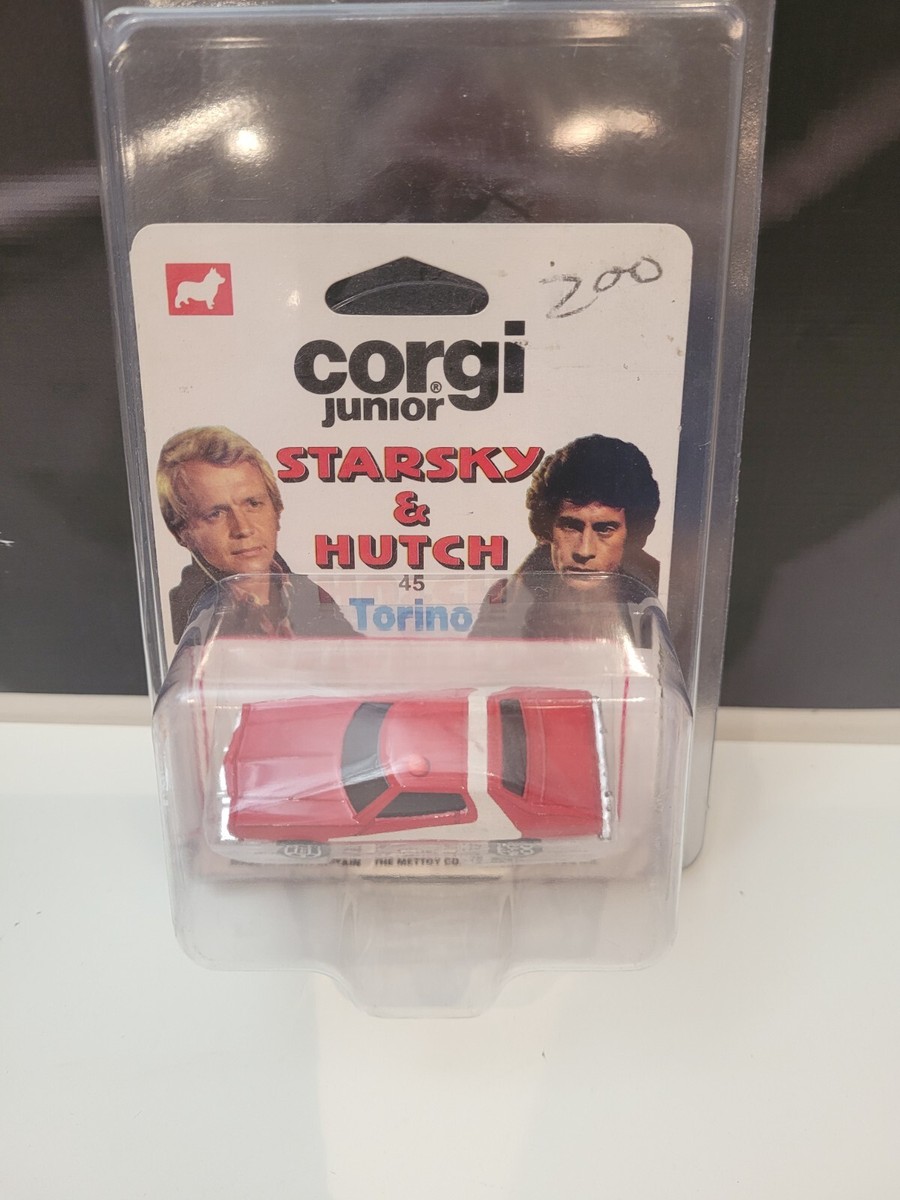 200
corgi®
junior
STARSKY
&
HUTCH
45
Torino
THE METTOY CO.